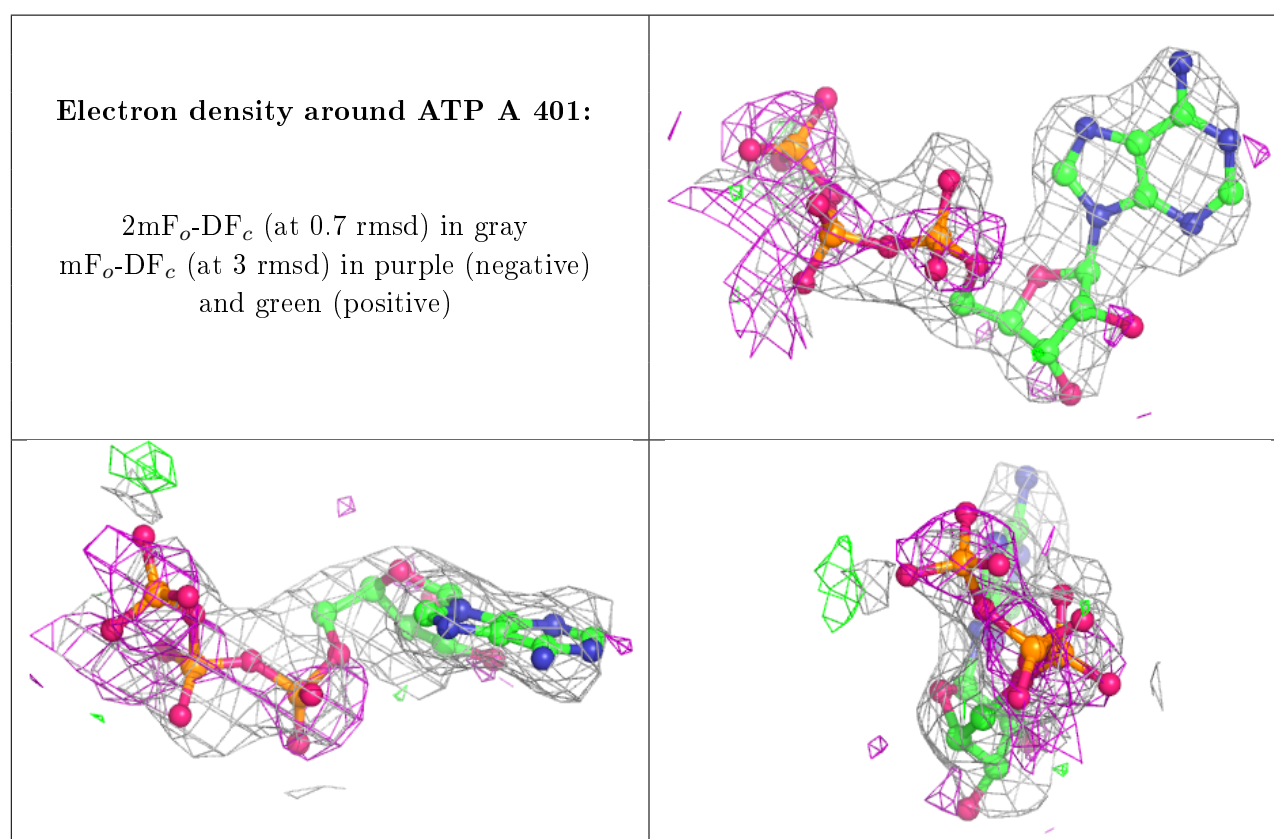 Electron density around ATP A 401:
2mFo-DFc (at 0.7 rmsd) in gray
mFo-DFc (at 3 rmsd) in purple (negative)
and green (positive)